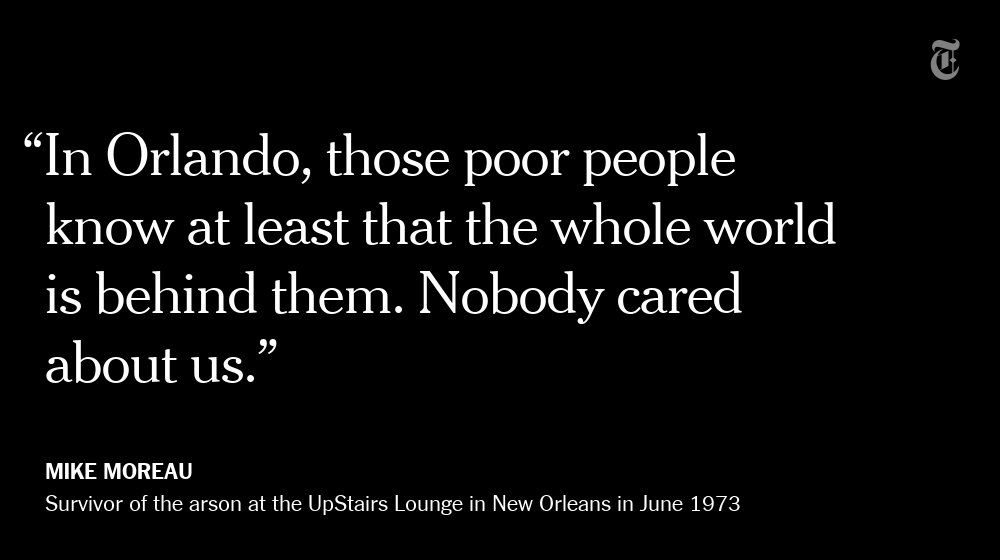 T
“In Orlando, those poor people
know at least that the whole world
is behind them. Nobody cared
about us.”
MIKE MOREAU
Survivor of the arson at the UpStairs Lounge in New Orleans in June 1973